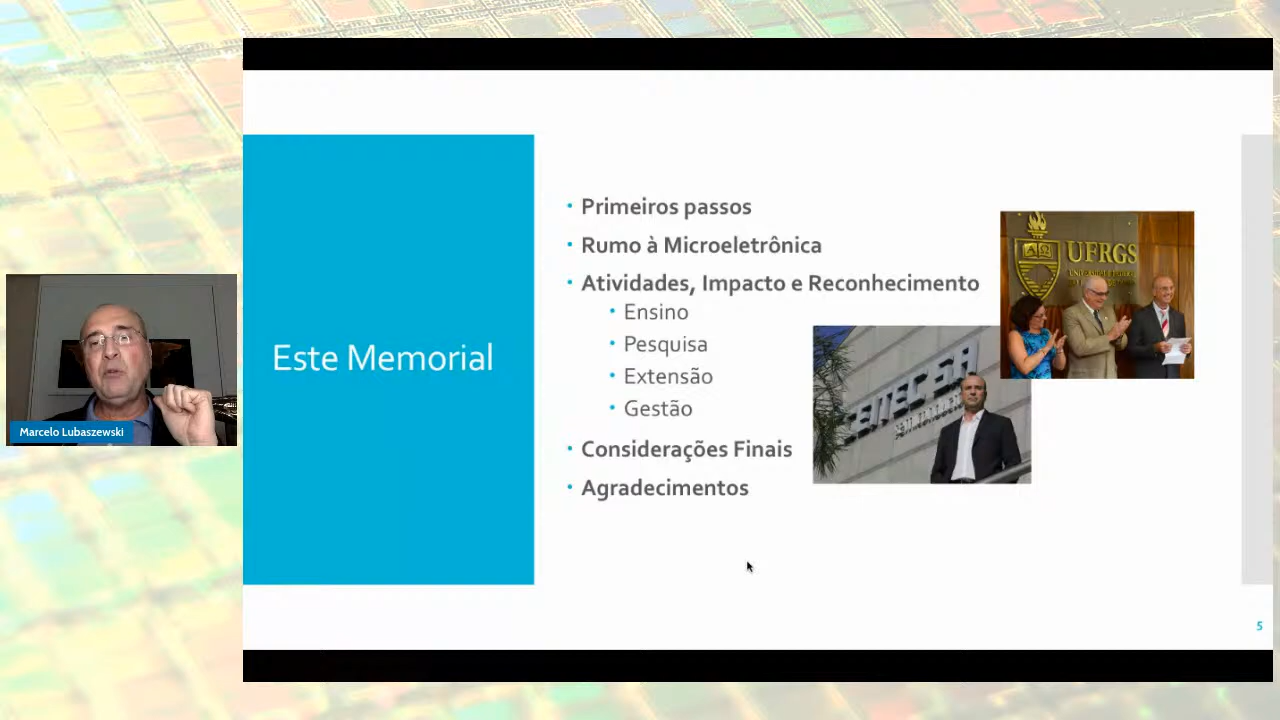 Este Memorial
Primeiros passos
Rumo à Microeletrônica
Atividades, Impacto e Reconhecimento
Ensino
Pesquisa
Extensão
Gestão
Considerações Finais
Agradecimentos
UFRGS
CEITEC S.A.
Marcelo Lubaszewski
5